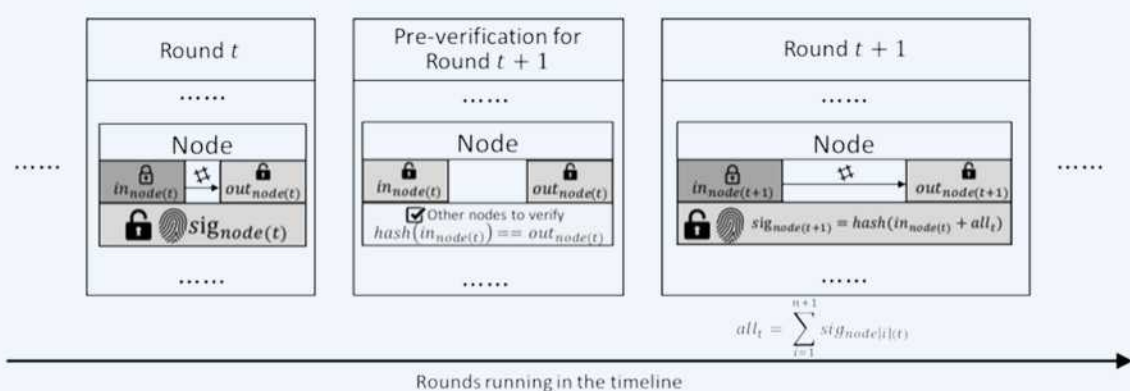 Round t
……
Node
in_node(t) # out_node(t)
sig_node(t)
……
Pre-verification for
Round t + 1
……
Node
in_node(t) out_node(t)
Other nodes to verify
hash(in_node(t)) == out_node(t)
……
Round t + 1
……
Node
in_node(t+1) # out_node(t+1)
sig_node(t+1) = hash(in_node(t) + all_t)
……
……
……
all_t = ∑_{i=1}^{n+1} sig_node[i](t)
Rounds running in the timeline